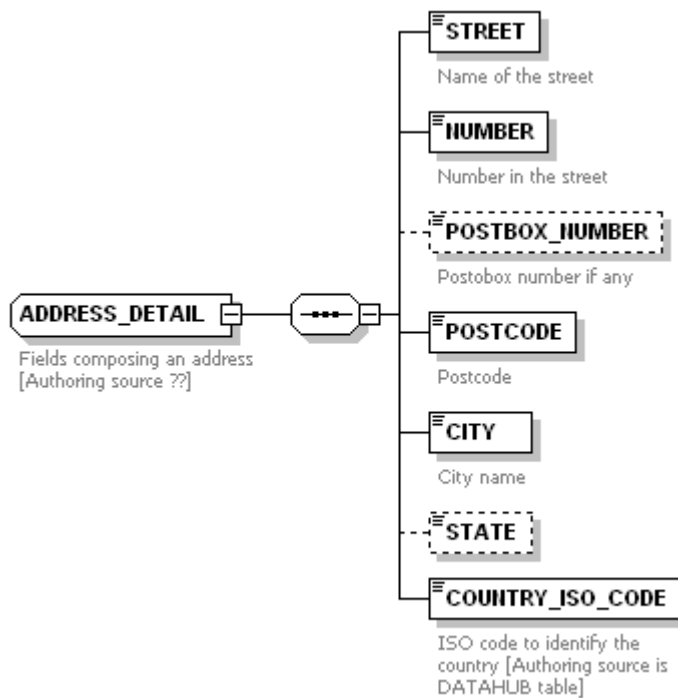 STREET
Name of the street
NUMBER
Number in the street
POSTBOX_NUMBER
Postobox number if any
ADDRESS_DETAIL
Fields composing an address
[Authoring source ??]
POSTCODE
Postcode
CITY
City name
STATE
COUNTRY_ISO_CODE
ISO code to identify the
country [Authoring source is
DATAHUB table]